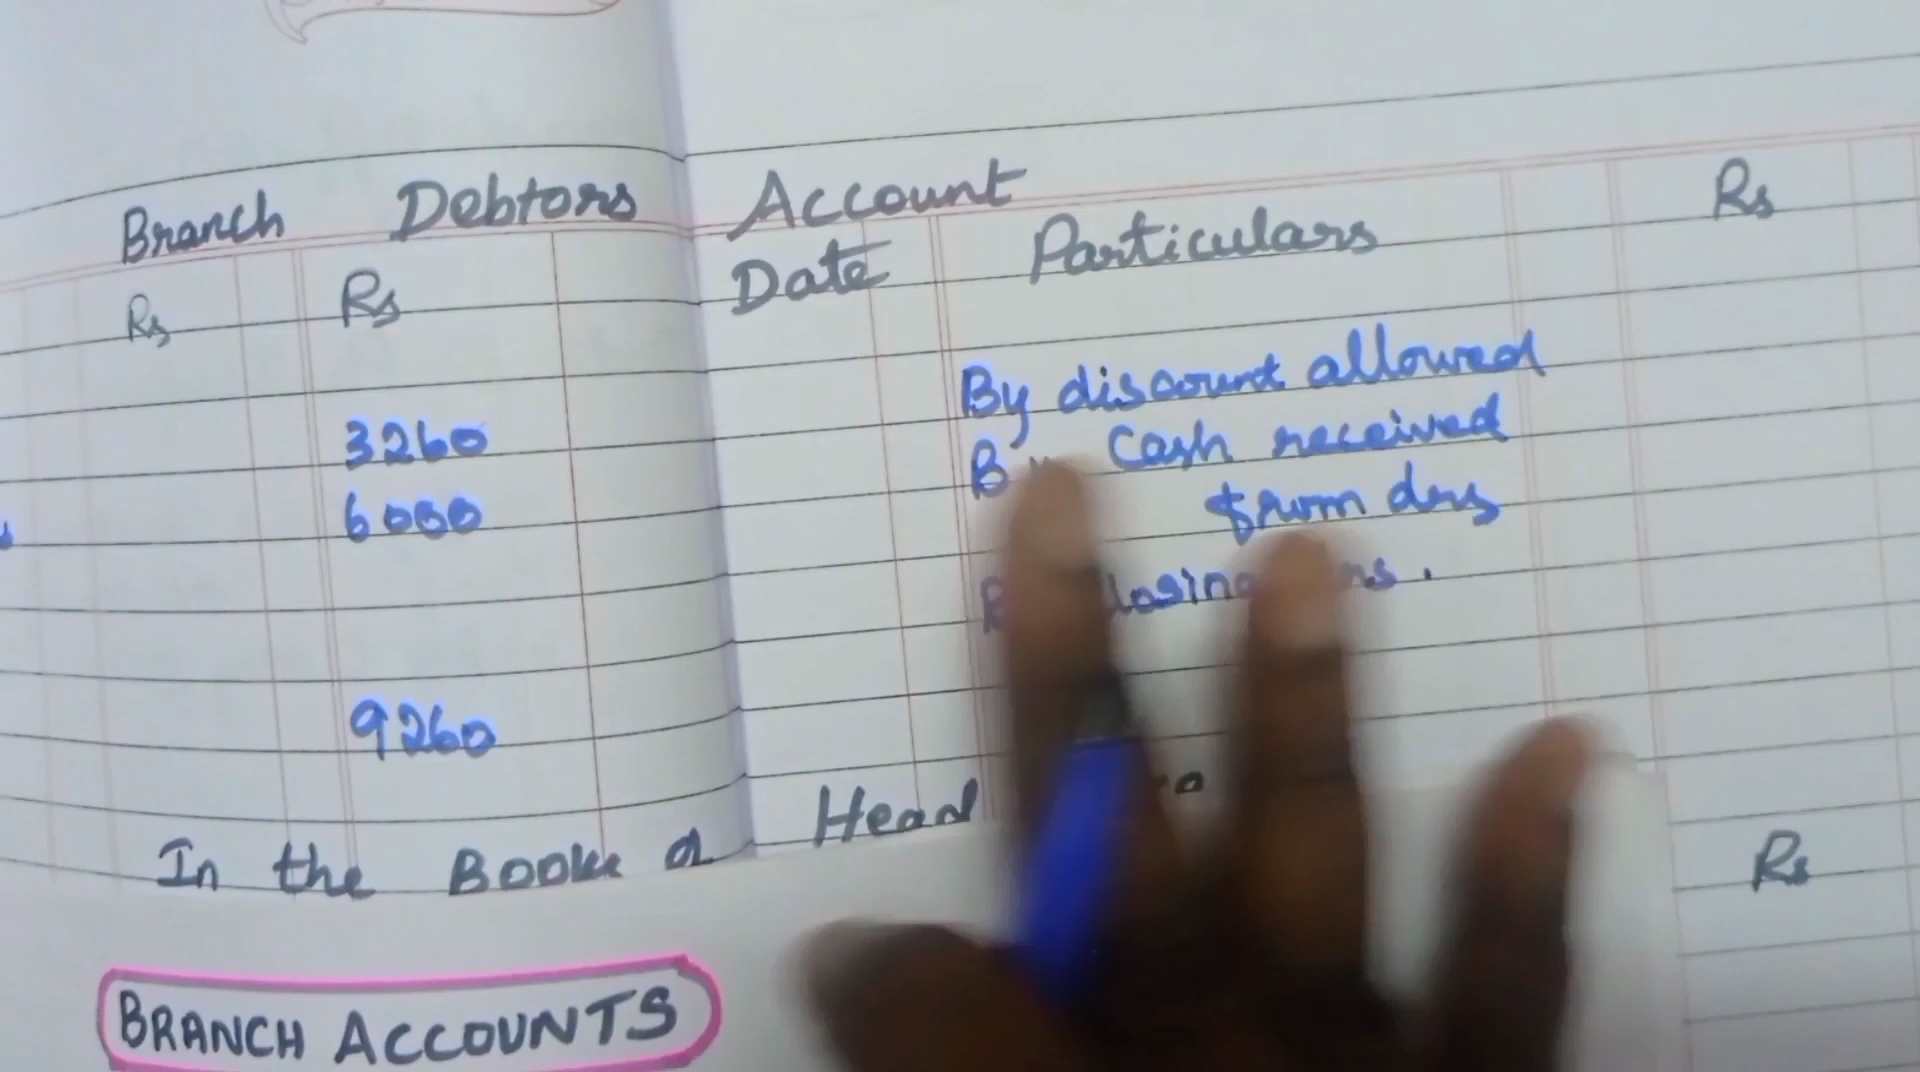 Branch Debtors Account
Rs Rs Date Particulars Rs
3260 By discount allowed
Cash received
6000 from drs
9260
In the Books of Head
Rs
BRANCH ACCOUNTS